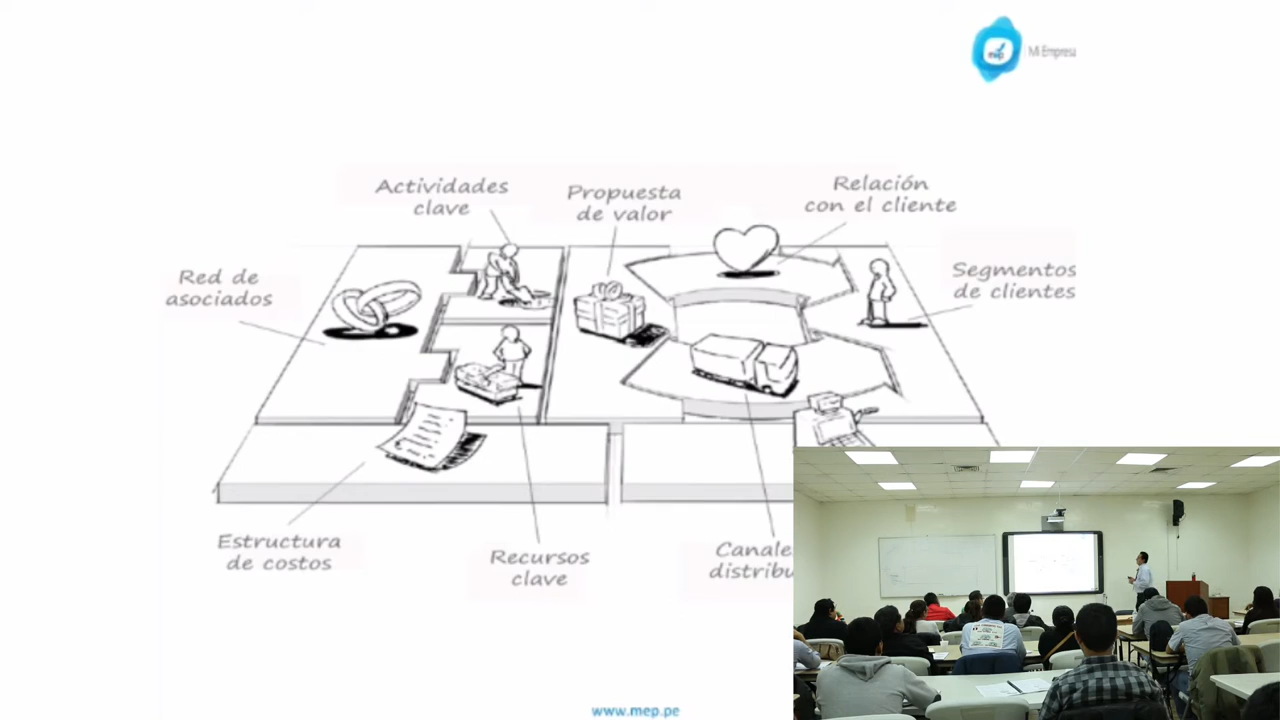 mep
Mi Empresa
Actividades
clave
Propuesta
de valor
Relación
con el cliente
Red de
asociados
Segmentos
de clientes
Estructura
de costos
Recursos
clave
Canale
distribu
www.mep.pe